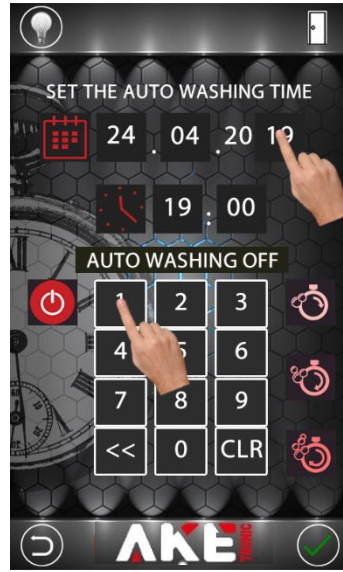 SET THE AUTO WASHING TIME
24 . 04 . 20 19
19 . 00
AUTO WASHING OFF
1 2 3
4 5 6
7 8 9
<< 0 CLR
AKE TRONIC